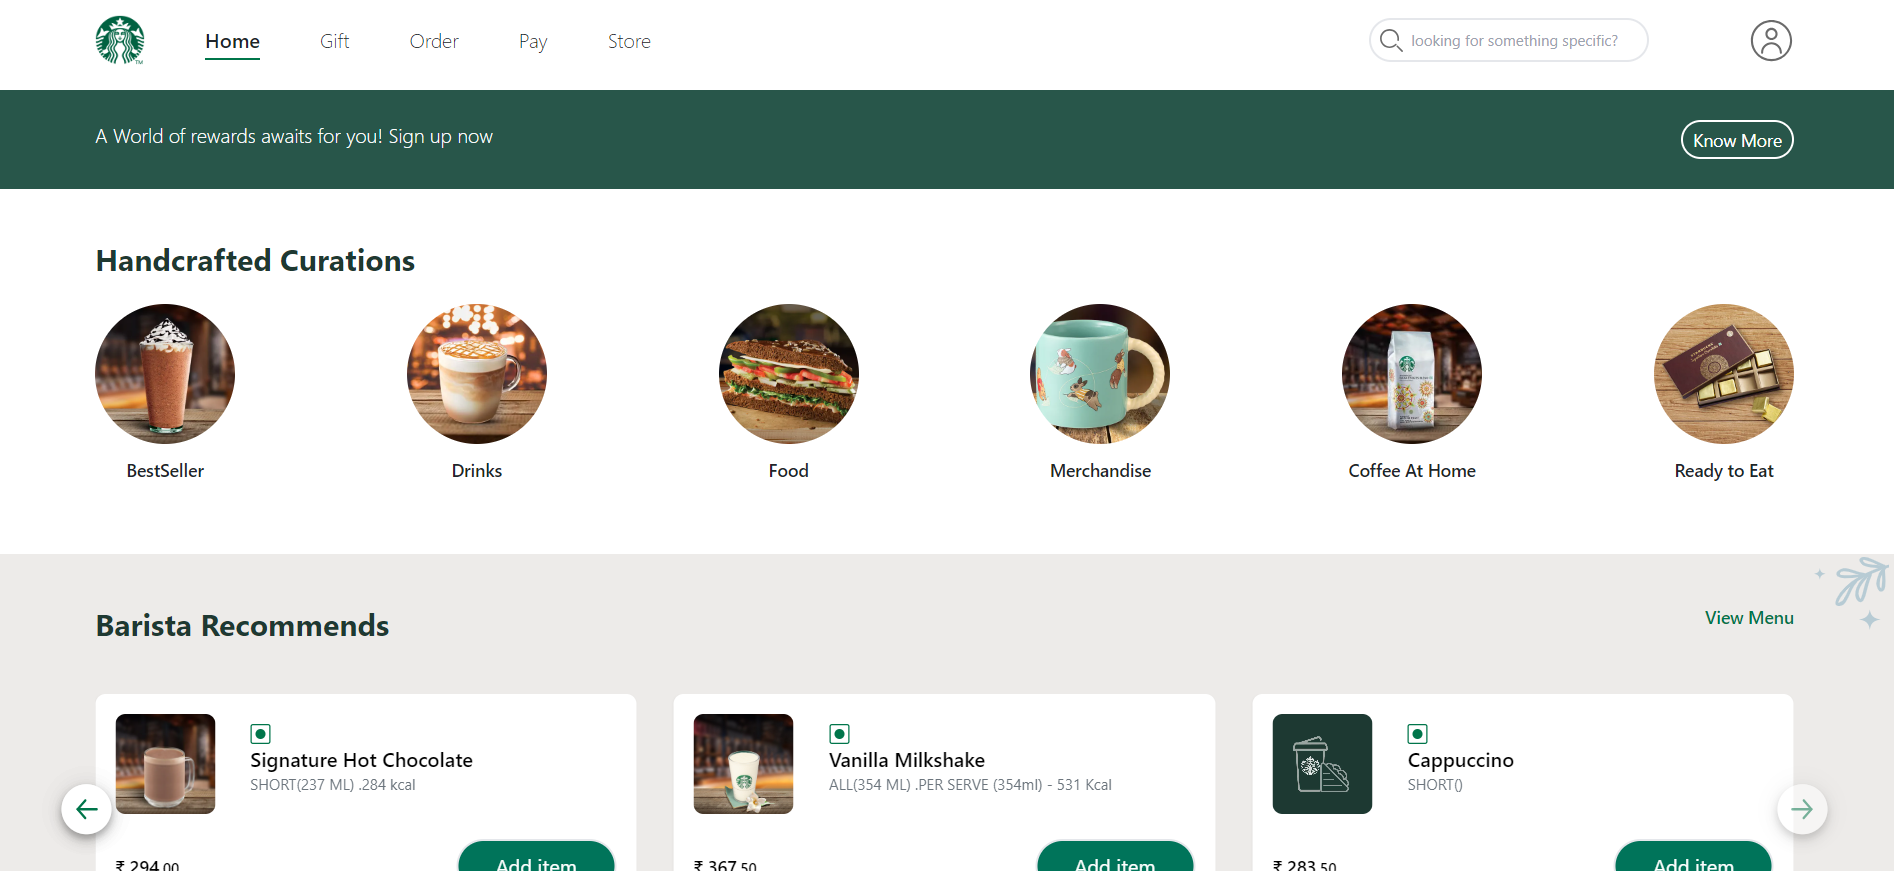 Home Gift Order Pay Store looking for something specific?
A World of rewards awaits for you! Sign up now
Know More
Handcrafted Curations
BestSeller Drinks Food Merchandise Coffee At Home Ready to Eat
Barista Recommends
View Menu
Signature Hot Chocolate
SHORT(237 ML) .284 kcal
₹ 294.00
Add item
Vanilla Milkshake
ALL(354 ML) .PER SERVE (354ml) - 531 Kcal
₹ 367.50
Add item
Cappuccino
SHORT()
₹ 283.50
Add item